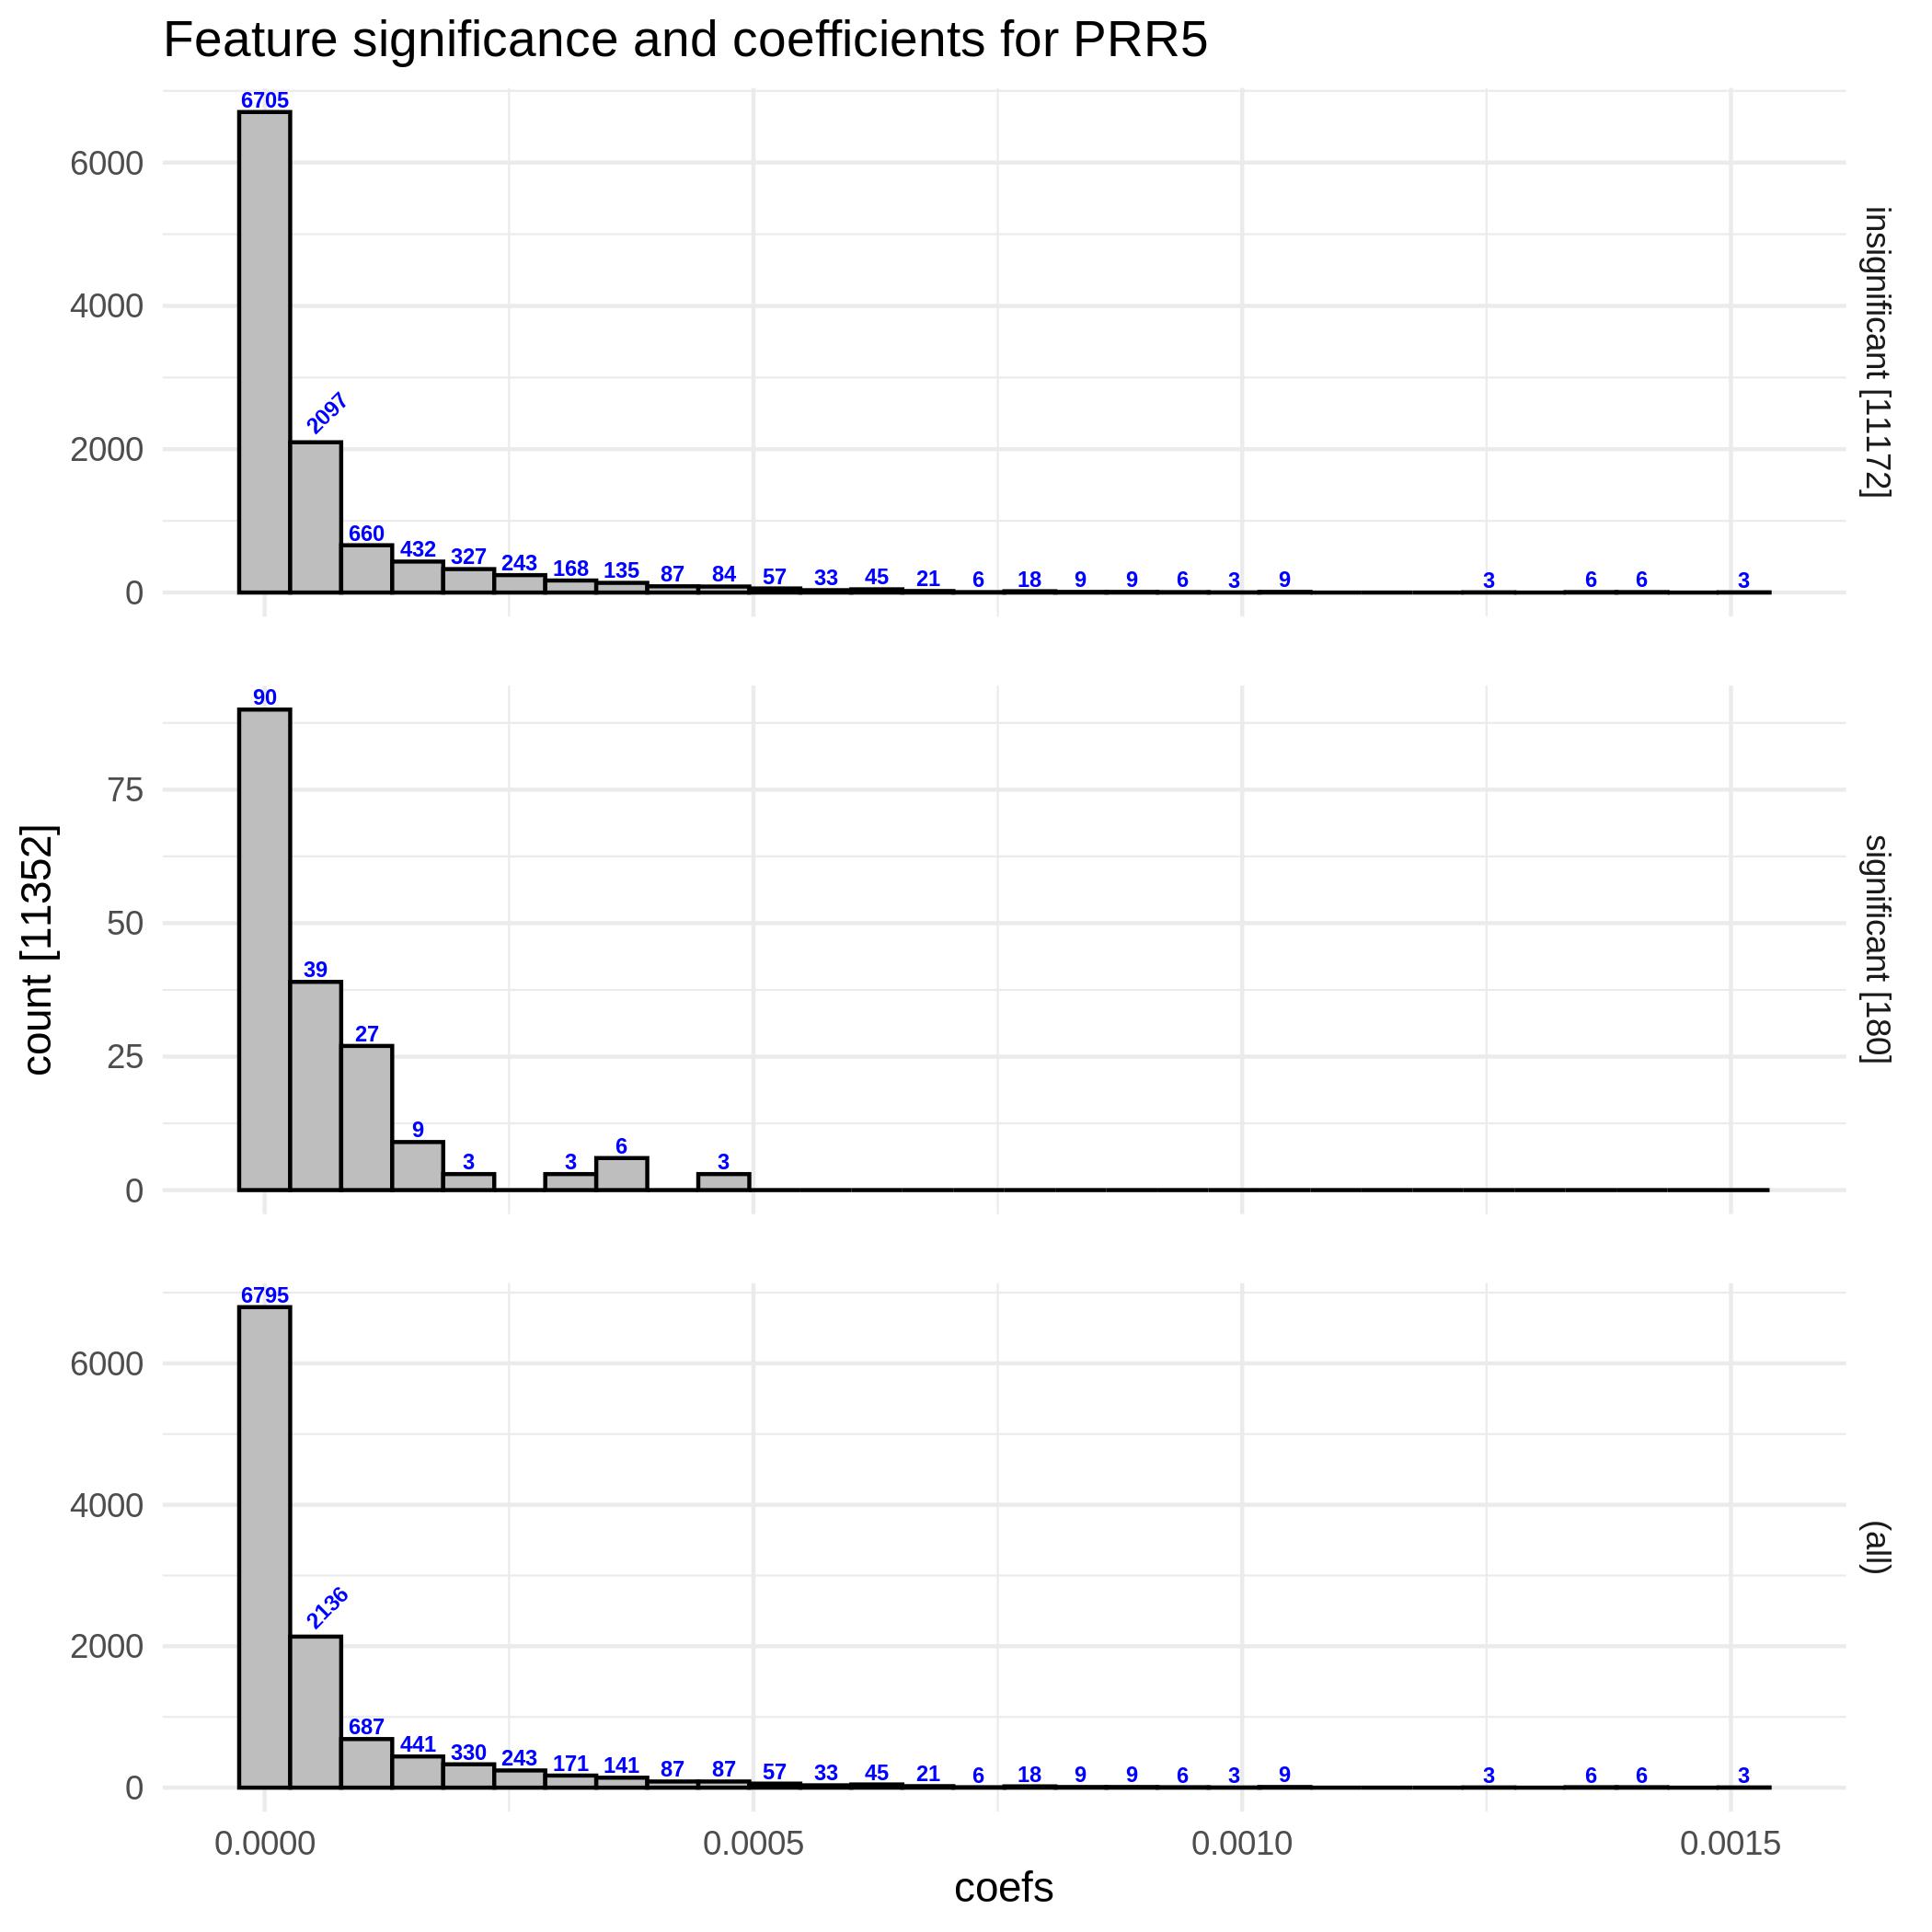 Feature significance and coefficients for PRR5
6705
6000
4000
2097
2000
660 432 327 243 168 135 87 84 57 33 45 21 6 18 9 9 6 3 9 3 6 6 3
0
insignificant [11172]
90
75
50
39
27
25
9
3 3 6 3
0
significant [180]
count [11352]
6795
6000
4000
2136
2000
687 441 330 243 171 141 87 87 57 33 45 21 6 18 9 9 6 3 9 3 6 6 3
0
(all)
0.0000 0.0005 0.0010 0.0015
coefs